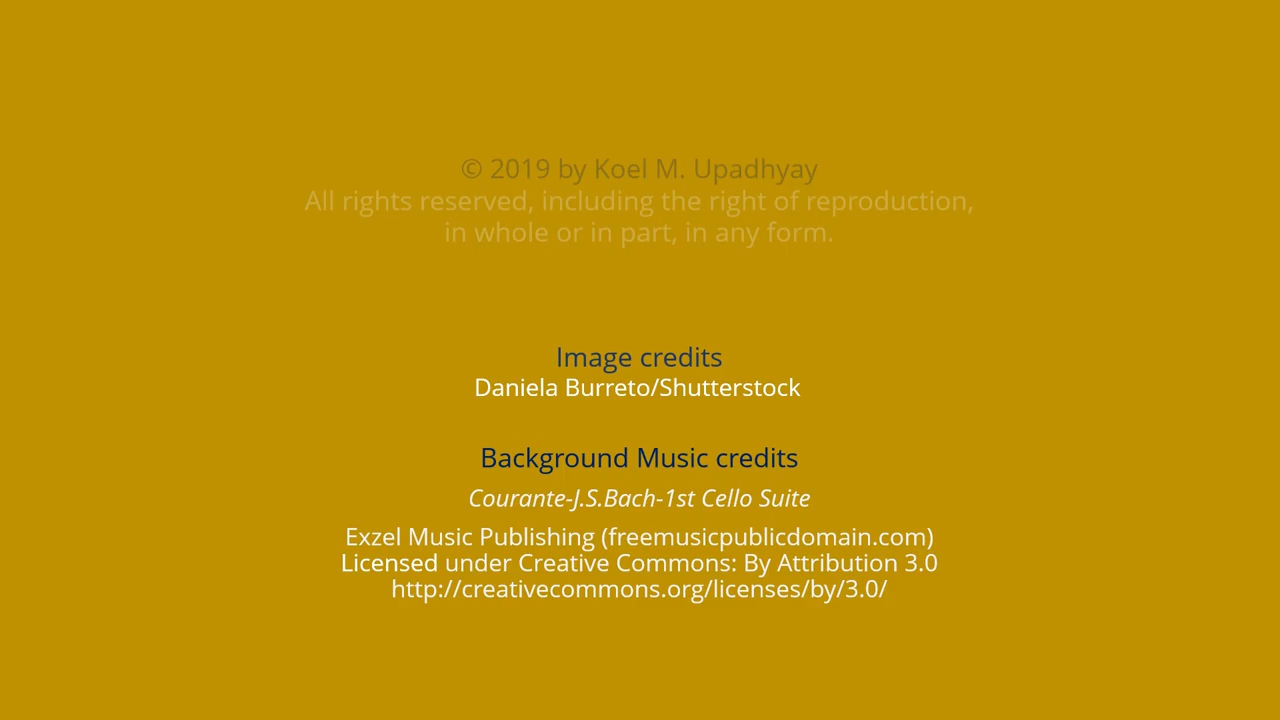 © 2019 by Koel M. Upadhyay
All rights reserved, including the right of reproduction,
in whole or in part, in any form.
Image credits
Daniela Burreto/Shutterstock
Background Music credits
Courante-J.S.Bach-1st Cello Suite
Exzel Music Publishing (freemusicpublicdomain.com)
Licensed under Creative Commons: By Attribution 3.0
http://creativecommons.org/licenses/by/3.0/